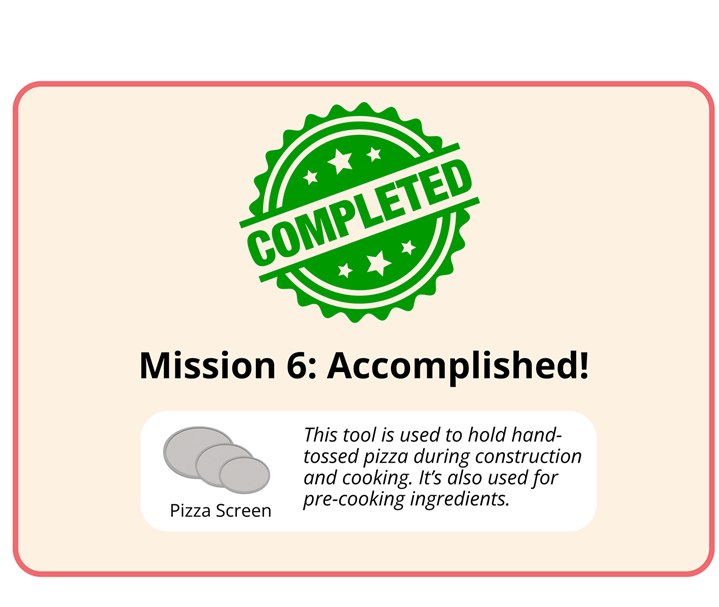 COMPLETED
Mission 6: Accomplished!
This tool is used to hold hand-
tossed pizza during construction
and cooking. It’s also used for
pre-cooking ingredients.
Pizza Screen